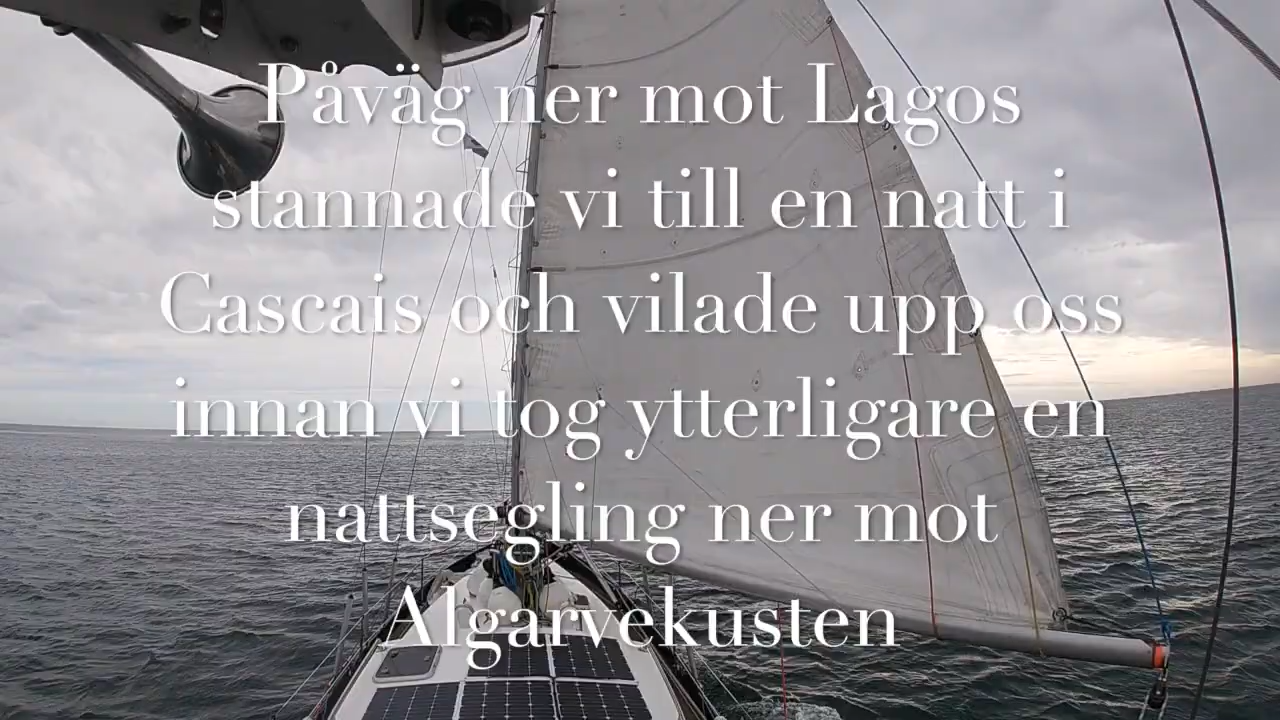 Påväg ner mot Lagos
stannade vi till en natt i
Cascais och vilade upp oss
innan vi tog ytterligare en
nattsegling ner mot
Algarvekusten